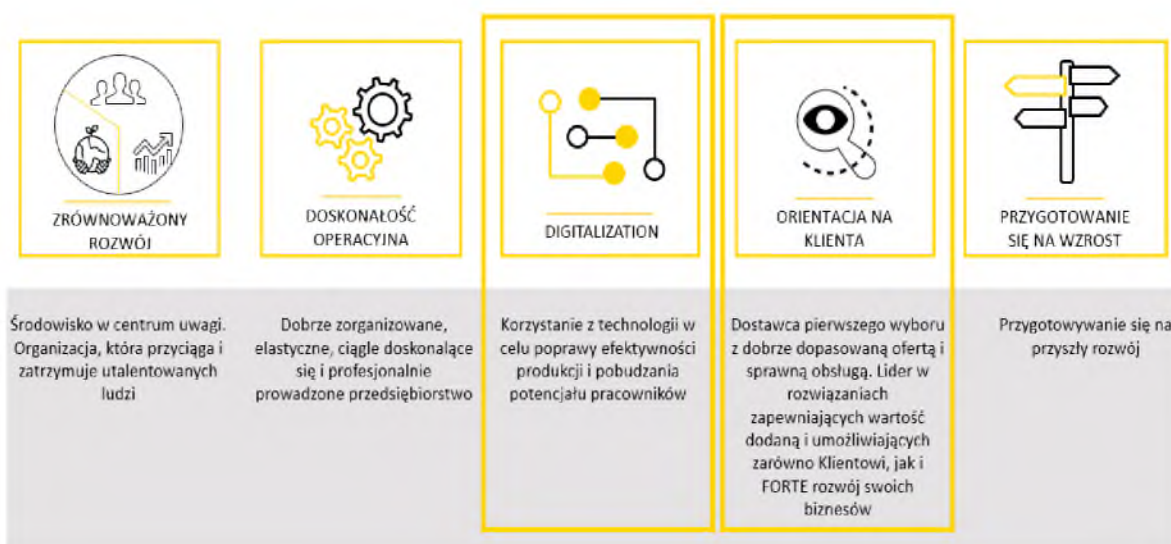 ZRÓWNOWAŻONY
ROZWÓJ
DOSKONAŁOŚĆ
OPERACYJNA
DIGITALIZATION
ORIENTACJA NA
KLIENTA
PRZYGOTOWANIE
SIĘ NA WZROST
Środowisko w centrum uwagi.
Organizacja, która przyciąga i
zatrzymuje utalentowanych
ludzi
Dobrze zorganizowane,
elastyczne, ciągle doskonalące
się i profesjonalnie
prowadzone przedsiębiorstwo
Korzystanie z technologii w
celu poprawy efektywności
produkcji i pobudzania
potencjału pracowników
Dostawca pierwszego wyboru
z dobrze dopasowaną ofertą i
sprawną obsługą. Lider w
rozwiązaniach
zapewniających wartość
dodaną i umożliwiających
zarówno Klientowi, jak i
FORTE rozwój swoich
biznesów
Przygotowywanie się na
przyszły rozwój